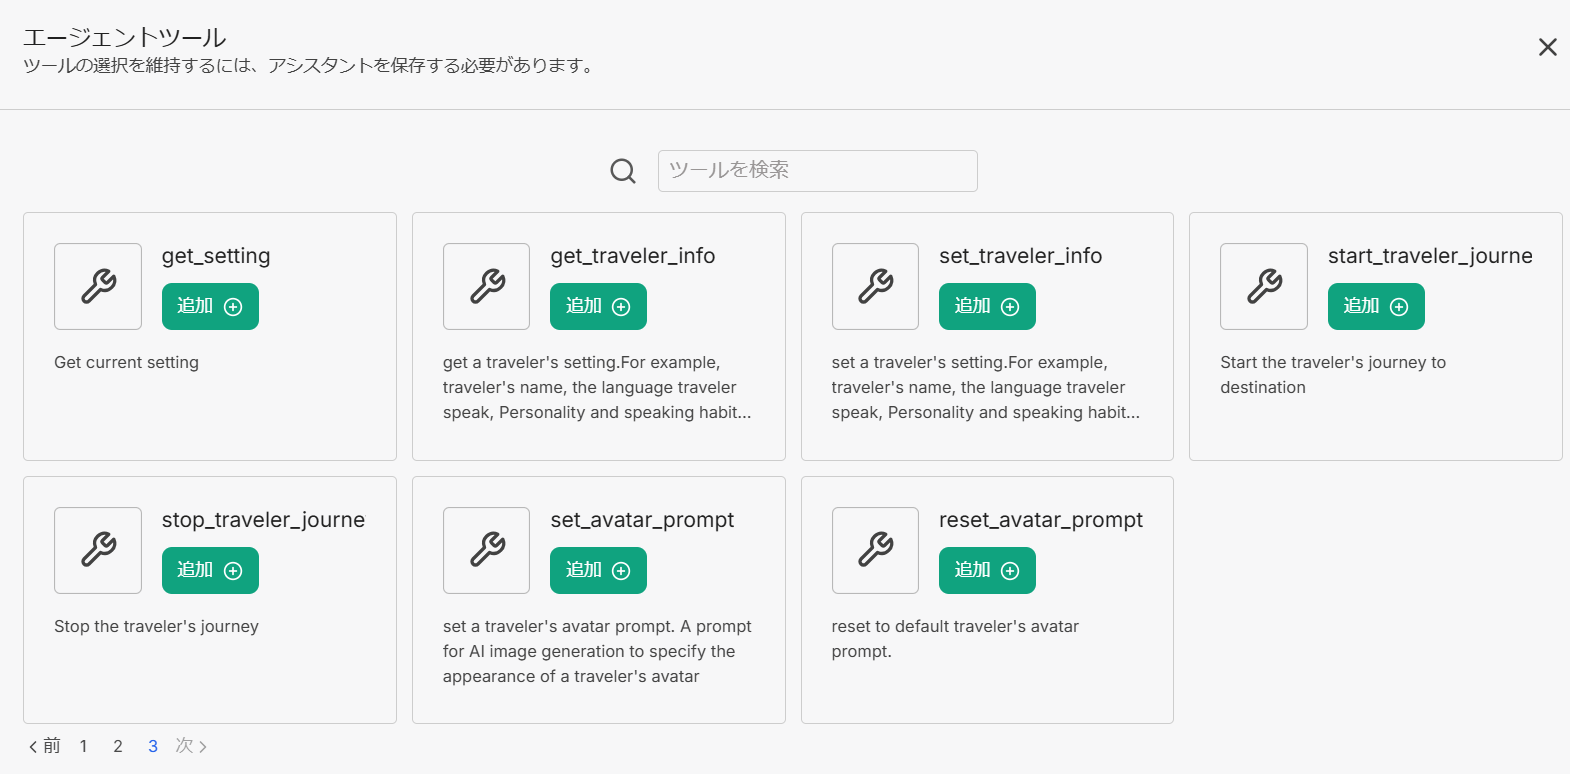 エージェントツール
ツールの選択を維持するには、アシスタントを保存する必要があります。
ツールを検索
get_setting
追加
Get current setting
get_traveler_info
追加
get a traveler's setting.For example,
traveler's name, the language traveler
speak, Personality and speaking habit...
set_traveler_info
追加
set a traveler's setting.For example,
traveler's name, the language traveler
speak, Personality and speaking habit...
start_traveler_journe
追加
Start the traveler's journey to
destination
stop_traveler_journe
追加
Stop the traveler's journey
set_avatar_prompt
追加
set a traveler's avatar prompt. A prompt
for AI image generation to specify the
appearance of a traveler's avatar
reset_avatar_prompt
追加
reset to default traveler's avatar
prompt.
前 1 2 3 次